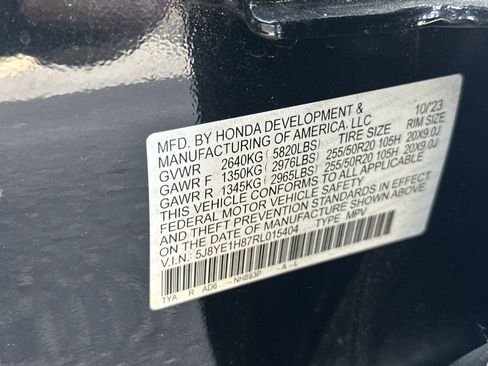 MFD. BY HONDA DEVELOPMENT & 10/23
MANUFACTURING OF AMERICA, LLC
GVWR 2640KG ( 5820LBS) TIRE SIZE RIM SIZE
GAWR F 1350KG ( 2976LBS) 255/50R20 105H 20X9.0J
GAWR R 1345KG ( 2965LBS) 255/50R20 105H 20X9.0J
THIS VEHICLE CONFORMS TO ALL APPLICABLE
FEDERAL MOTOR VEHICLE SAFETY
AND THEFT PREVENTION STANDARDS IN EFFECT
ON THE DATE OF MANUFACTURE SHOWN ABOVE.
V.I.N.: 5J8YE1H87RL015404 TYPE: MPV
TYA R AD6 -NH893P -A -L